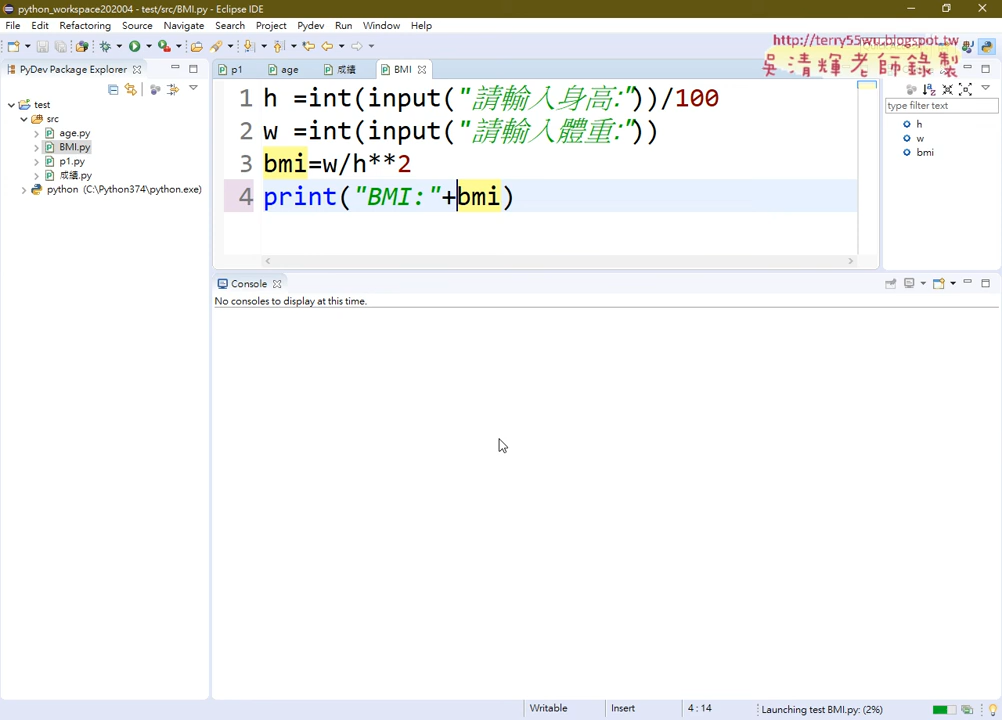 python_workspace202004 - test/src/BMI.py - Eclipse IDE
File Edit Refactoring Source Navigate Search Project Pydev Run Window Help
http://terry55wu.blogspot.tw
吳清輝老師錄製
PyDev Package Explorer
test
src
age.py
BMI.py
p1.py
成績.py
python (C:\Python374\python.exe)
p1 age 成績 BMI
1 h =int(input("請輸入身高:"))/100
2 w =int(input("請輸入體重:"))
3 bmi=w/h**2
4 print("BMI:"+bmi)
type filter text
h
w
bmi
Console
No consoles to display at this time.
Writable Insert 4 : 14 Launching test BMI.py: (2%)